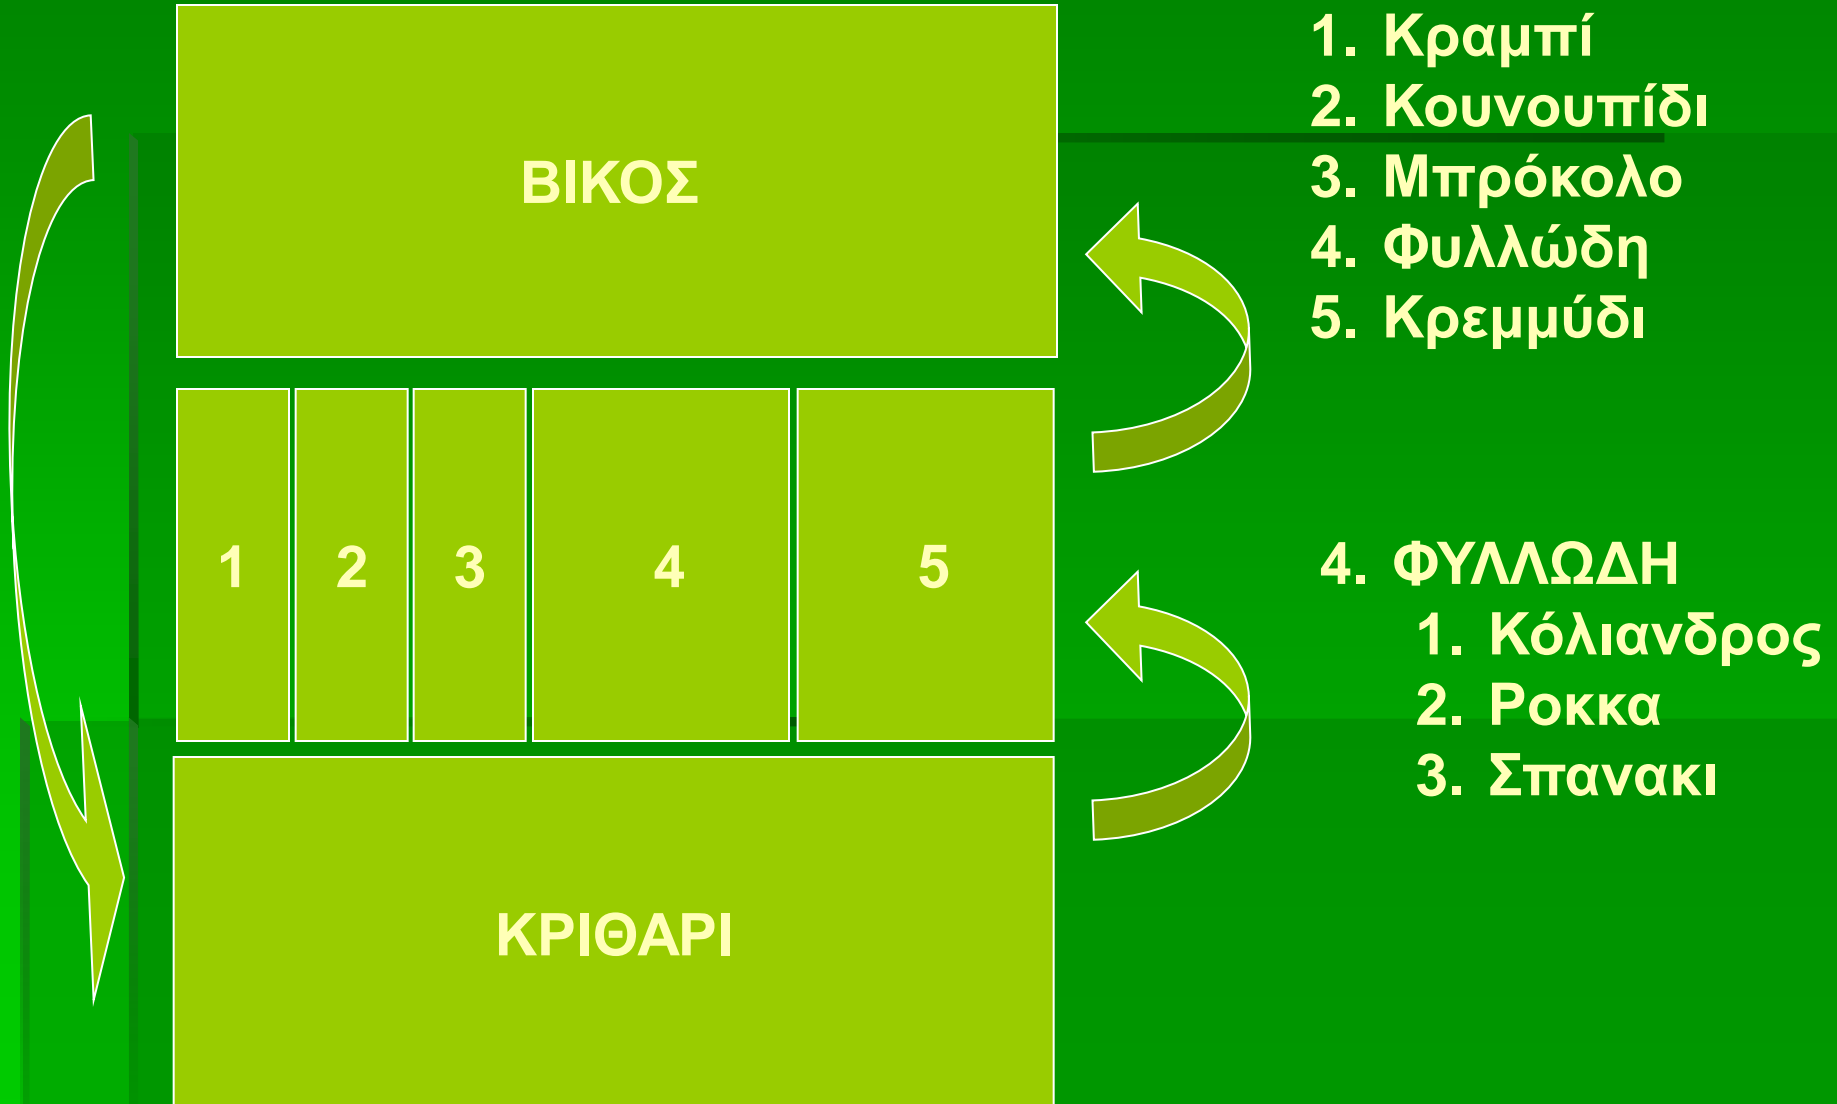 ΒΙΚΟΣ
1 2 3 4 5
ΚΡΙΘΑΡΙ
1. Κραμπί
2. Κουνουπίδι
3. Μπρόκολο
4. Φυλλώδη
5. Κρεμμύδι
4. ΦΥΛΛΩΔΗ
1. Κόλιανδρος
2. Ροκκα
3. Σπανακι